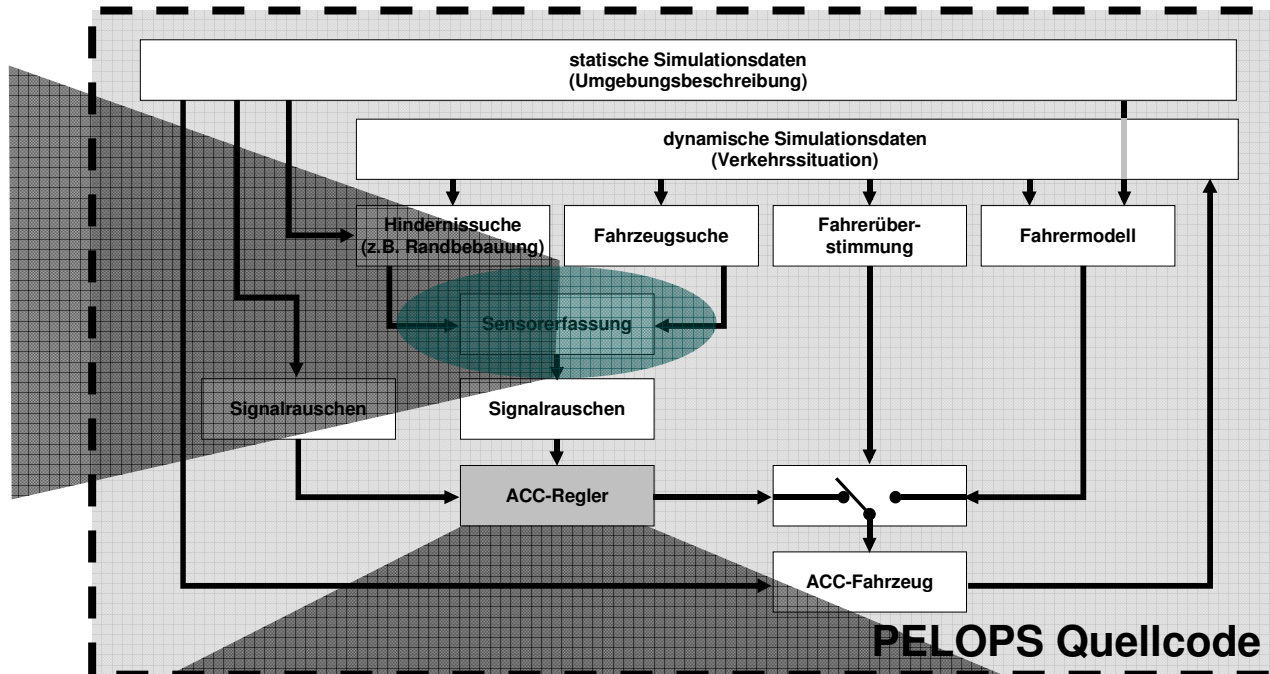 statische Simulationsdaten
(Umgebungsbeschreibung)
dynamische Simulationsdaten
(Verkehrssituation)
Hindernissuche
(z.B. Randbebauung)
Fahrzeugsuche
Fahrerüber-
stimmung
Fahrermodell
Sensorerfassung
Signalrauschen
Signalrauschen
ACC-Regler
ACC-Fahrzeug
PELOPS Quellcode